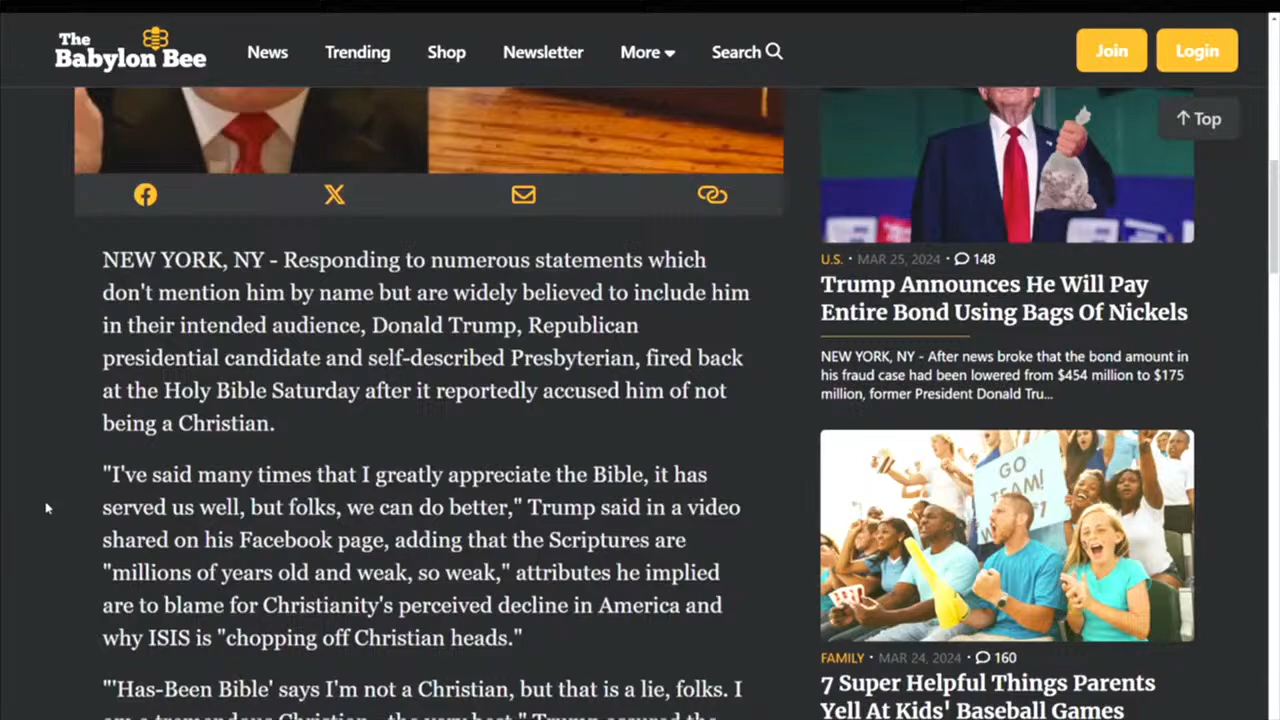 The
Babylon Bee
News
Trending
Shop
Newsletter
More
Search
Join
Login
Top
NEW YORK, NY - Responding to numerous statements which
don't mention him by name but are widely believed to include him
in their intended audience, Donald Trump, Republican
presidential candidate and self-described Presbyterian, fired back
at the Holy Bible Saturday after it reportedly accused him of not
being a Christian.
"I've said many times that I greatly appreciate the Bible, it has
served us well, but folks, we can do better," Trump said in a video
shared on his Facebook page, adding that the Scriptures are
"millions of years old and weak, so weak," attributes he implied
are to blame for Christianity's perceived decline in America and
why ISIS is "chopping off Christian heads."
"'Has-Been Bible' says I'm not a Christian, but that is a lie, folks. I
am a tremendous Christian—the very best," Trump assured the
U.S. • MAR 25, 2024 • 148
Trump Announces He Will Pay
Entire Bond Using Bags Of Nickels
NEW YORK, NY - After news broke that the bond amount in
his fraud case had been lowered from $454 million to $175
million, former President Donald Tru...
GO
TEAM!
#1
FAMILY • MAR 24, 2024 • 160
7 Super Helpful Things Parents
Yell At Kids' Baseball Games